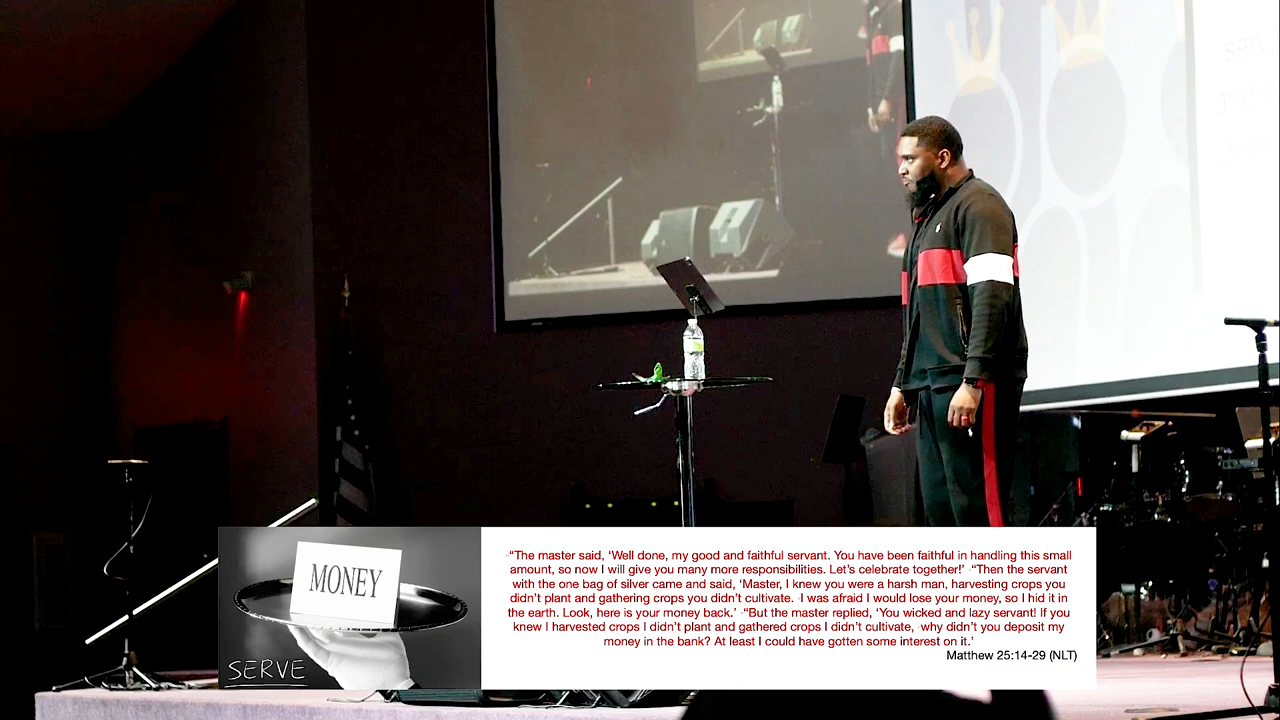 MONEY
SERVE
“The master said, ‘Well done, my good and faithful servant. You have been faithful in handling this small
amount, so now I will give you many more responsibilities. Let’s celebrate together!’ “Then the servant
with the one bag of silver came and said, ‘Master, I knew you were a harsh man, harvesting crops you
didn’t plant and gathering crops you didn’t cultivate. I was afraid I would lose your money, so I hid it in
the earth. Look, here is your money back.’ “But the master replied, ‘You wicked and lazy servant! If you
knew I harvested crops I didn’t plant and gathered crops I didn’t cultivate, why didn’t you deposit my
money in the bank? At least I could have gotten some interest on it.’
Matthew 25:14-29 (NLT)